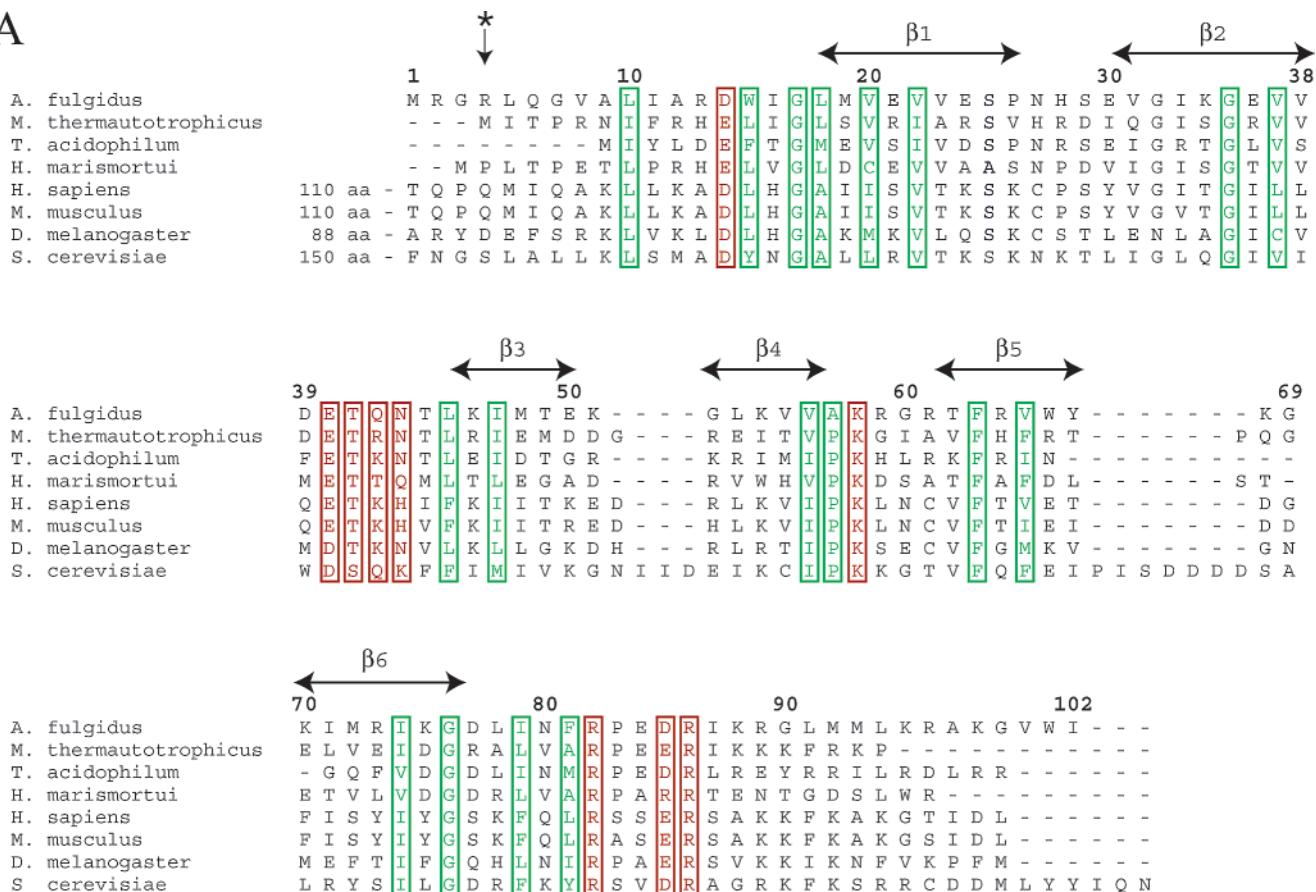 A
*
β1 β2
1 10 20 30 38
A. fulgidus M R G R L Q G V A L I A R D W I G L M V E V V E S P N H S E V G I K G E V V
M. thermautotrophicus - - - M I T P R N I F R H E L I G L S V R I A R S V H R D I Q G I S G R V V
T. acidophilum - - - - - - - - M I Y L D E F T G M E V S I V D S P N R S E I G R T G L V S
H. marismortui - - M P L T P E T L P R H E L V G L D C E V V A A S N P D V I G I S G T V V
H. sapiens 110 aa - T Q P Q M I Q A K L L K A D L H G A I I S V T K S K C P S Y V G I T G I L L
M. musculus 110 aa - T Q P Q M I Q A K L L K A D L H G A I I S V T K S K C P S Y V G V T G I L L
D. melanogaster 88 aa - A R Y D E F S R K L V K L D L H G A K M K V L Q S K C S T L E N L A G I C V
S. cerevisiae 150 aa - F N G S L A L L K L S M A D Y N G A L L R V T K S K N K T L I G L Q G I V I
β3 β4 β5
39 50 60 69
A. fulgidus D E T Q N T L K I M T E K - - - - G L K V V A K R G R T F R V W Y - - - - - - - K G
M. thermautotrophicus D E T R N T L R I E M D D G - - - R E I T V P K G I A V F H F R T - - - - - - P Q G
T. acidophilum F E T K N T L E I D T G R - - - - K R I M I P K H L R K F R I N - - - - - - - - - -
H. marismortui M E T T Q M L T L E G A D - - - - R V W H V P K D S A T F A F D L - - - - - - S T -
H. sapiens Q E T K H I F K I I T K E D - - - R L K V I P K L N C V F T V E T - - - - - - - D G
M. musculus Q E T K H V F K I I T R E D - - - H L K V I P K L N C V F T I E I - - - - - - - D D
D. melanogaster M D T K N V L K L L G K D H - - - R L R T I P K S E C V F G M K V - - - - - - - G N
S. cerevisiae W D S Q K F F I M I V K G N I I D E I K C I P K K G T V F Q F E I P I S D D D D S A
β6
70 80 90 102
A. fulgidus K I M R I K G D L I N F R P E D R I K R G L M M L K R A K G V W I - - -
M. thermautotrophicus E L V E I D G R A L V A R P E E R I K K K F R K P - - - - - - - - - - -
T. acidophilum - G Q F V D G D L I N M R P E D R L R E Y R R I L R D L R R - - - - - -
H. marismortui E T V L V D G D R L V A R P A R R T E N T G D S L W R - - - - - - - - -
H. sapiens F I S Y I Y G S K F Q L R S S E R S A K K F K A K G T I D L - - - - - -
M. musculus F I S Y I Y G S K F Q L R A S E R S A K K F K A K G S I D L - - - - - -
D. melanogaster M E F T I F G Q H L N I R P A E R S V K K I K N F V K P F M - - - - - -
S cerevisiae L R Y S I L G D R F K Y R S V D R A G R K F K S R R C D D M L Y Y I Q N